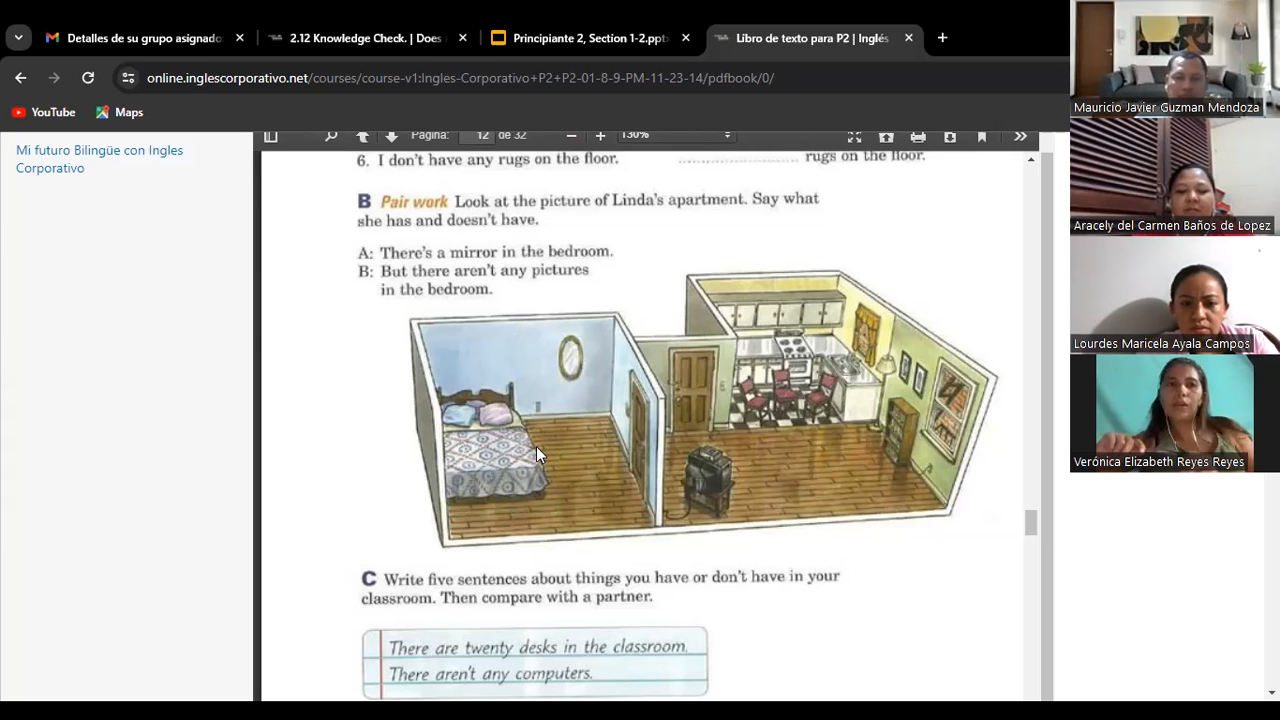 Detalles de su grupo asignado
2.12 Knowledge Check. | Does
Principiante 2, Section 1-2.ppt
Libro de texto para P2 | Inglés
online.inglescorporativo.net/courses/course-v1:Ingles-Corporativo+P2+P2-01-8-9-PM-11-23-14/pdfbook/0/
YouTube
Maps
Mi futuro Bilingüe con Ingles
Corporativo
Página: 12 de 32
130%
6. I don't have any rugs on the floor. .............................. rugs on the floor.
B Pair work Look at the picture of Linda's apartment. Say what
she has and doesn't have.
A: There's a mirror in the bedroom.
B: But there aren't any pictures
in the bedroom.
C Write five sentences about things you have or don't have in your
classroom. Then compare with a partner.
There are twenty desks in the classroom.
There aren't any computers.
Mauricio Javier Guzman Mendoza
Aracely del Carmen Baños de Lopez
Lourdes Maricela Ayala Campos
Verónica Elizabeth Reyes Reyes